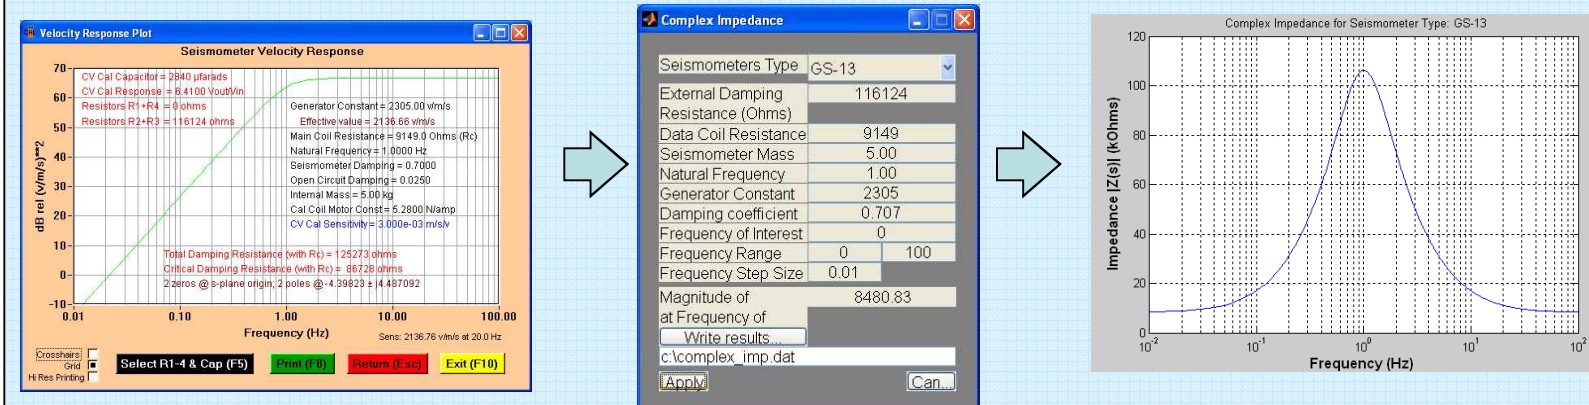 Velocity Response Plot
Seismometer Velocity Response
70
60
50
40
30
20
10
0
-10
dB rel (v/m/s)**2
CV Cal Capacitor = 2840 µfarads
CV Cal Response = 6.4100 Vout/Vin
Resistors R1+R4 = 0 ohms
Resistors R2+R3 = 116124 ohms
Generator Constant = 2305.00 v/m/s
Effective value = 2136.66 v/m/s
Main Coil Resistance = 9149.0 Ohms (Rc)
Natural Frequency = 1.0000 Hz
Seismometer Damping = 0.7000
Open Circuit Damping = 0.0250
Internal Mass = 5.00 kg
Cal Coil Motor Const = 5.2800 N/amp
CV Cal Sensitivity = 3.000e-03 m/s/v
Total Damping Resistance (with Rc) = 125273 ohms
Critical Damping Resistance (with Rc) = 86728 ohms
2 zeros @ s-plane origin; 2 poles @ -4.39823 ± j4.487092
0.01 0.10 1.00 10.00 100.00
Frequency (Hz)
Sens: 2136.76 v/m/s at 20.0 Hz
Crosshairs
Grid
Hi Res Printing
Select R1-4 & Cap (F5) Print (F8) Return (Esc) Exit (F10)
Complex Impedance
Seismometers Type GS-13
External Damping 116124
Resistance (Ohms)
Data Coil Resistance 9149
Seismometer Mass 5.00
Natural Frequency 1.00
Generator Constant 2305
Damping coefficient 0.707
Frequency of Interest 0
Frequency Range 0 100
Frequency Step Size 0.01
Magnitude of 8480.83
at Frequency of
Write results...
c:\complex_imp.dat
Apply Can...
Complex Impedance for Seismometer Type: GS-13
120
100
80
60
40
20
0
Impedance |Z(s)| (kOhms)
10^-2 10^-1 10^0 10^1 10^2
Frequency (Hz)